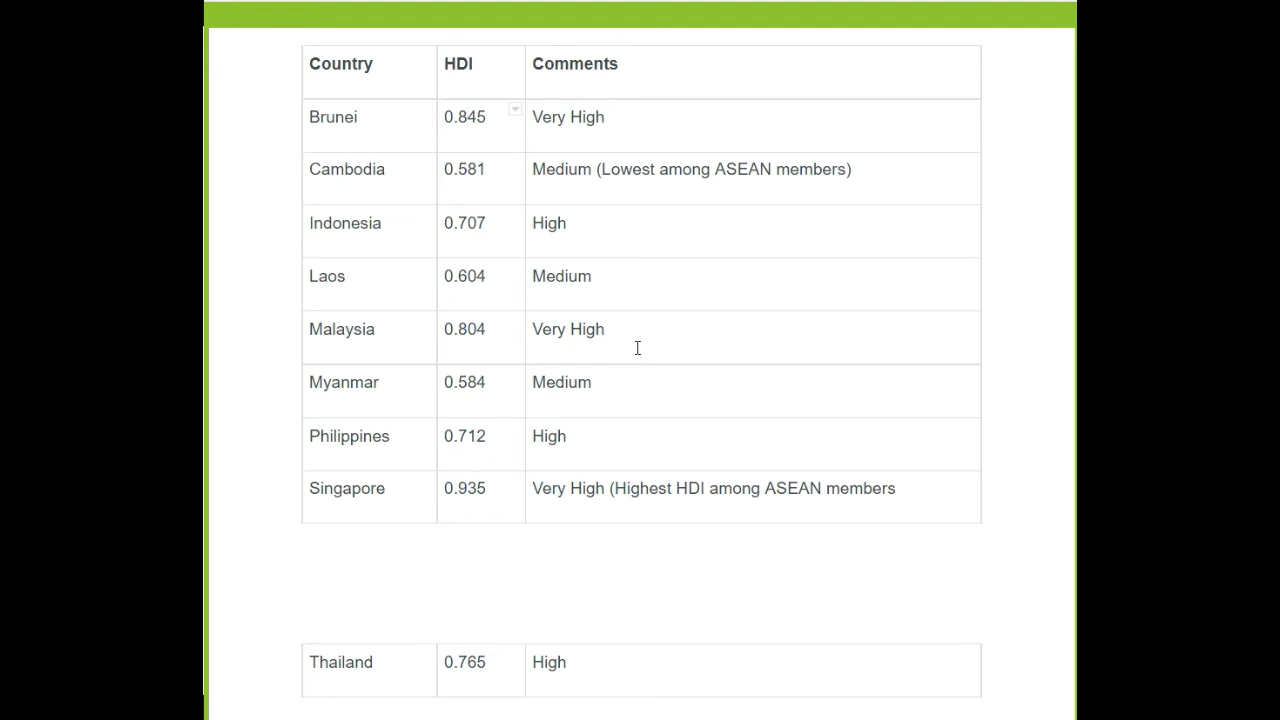 Country HDI Comments
Brunei 0.845 Very High
Cambodia 0.581 Medium (Lowest among ASEAN members)
Indonesia 0.707 High
Laos 0.604 Medium
Malaysia 0.804 Very High
Myanmar 0.584 Medium
Philippines 0.712 High
Singapore 0.935 Very High (Highest HDI among ASEAN members
Thailand 0.765 High